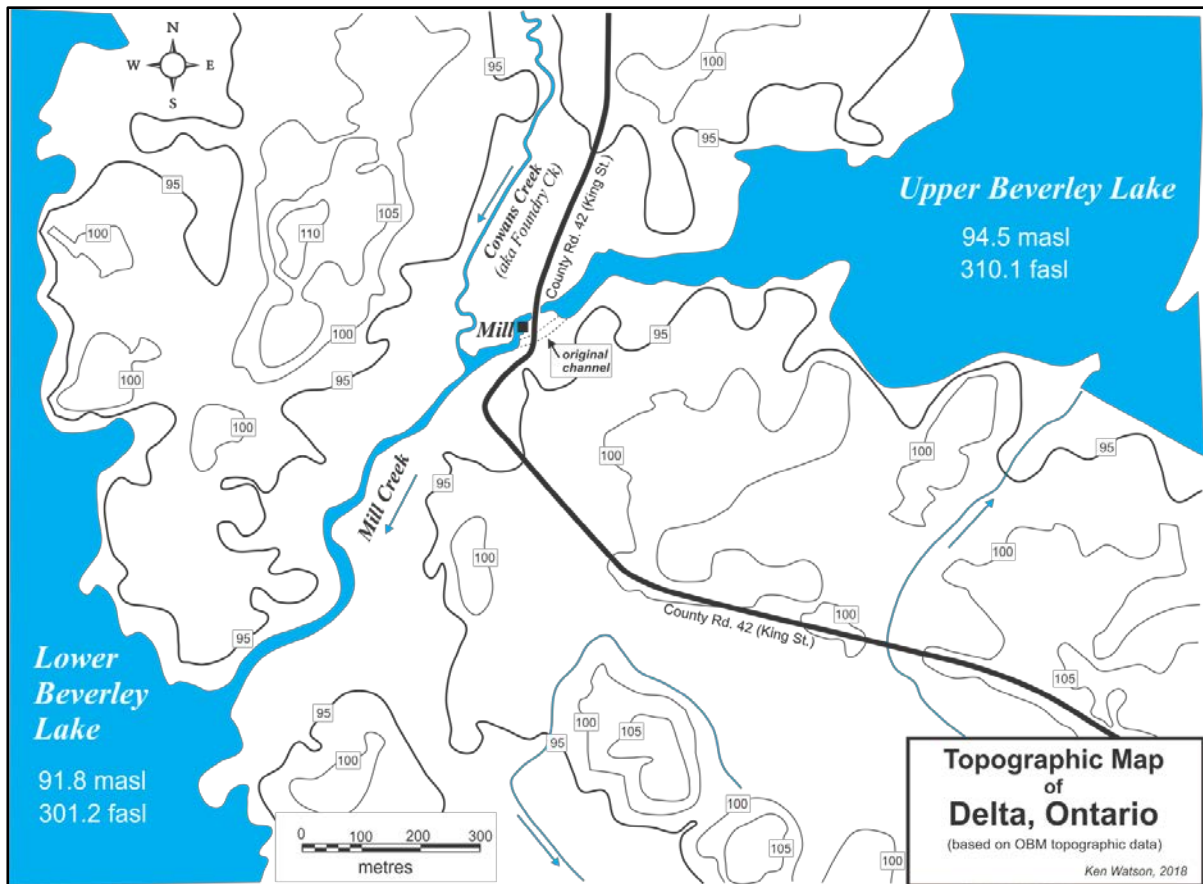 N
W E
S
95
100
95
95
100
110
105
100
95
100
100
Cowans Creek
(aka Foundry Ck)
County Rd. 42 (King St.)
Upper Beverley Lake
94.5 masl
310.1 fasl
Mill
original
channel
95
100
95
100
95
Mill Creek
95
100
100
95
County Rd. 42 (King St.)
100
105
Lower
Beverley
Lake
91.8 masl
301.2 fasl
95
100
95
100
105
100
105
100
0 100 200 300
metres
Topographic Map
of
Delta, Ontario
(based on OBM topographic data)
Ken Watson, 2018